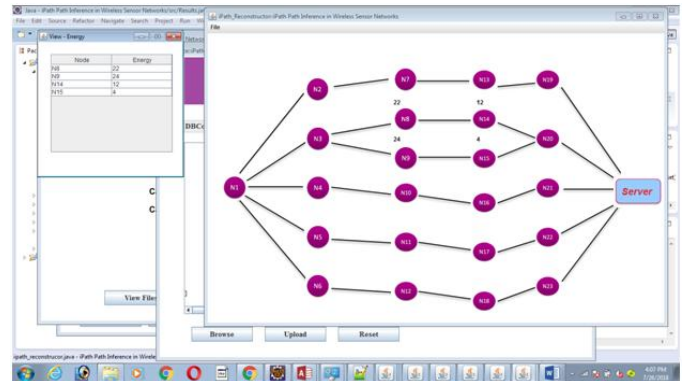 Java - iPath Path Inference in Wireless Sensor Networks/src/Results.jav
File Edit Source Refactor Navigate Search Project Run
View - Energy
Node Energy
N8 22
N9 24
N14 12
N15 4
iPath_Reconstruction:iPath Path Inference in Wireless Sensor Networks
File
N1
N2
N3
N4
N5
N6
N7
N8
N9
N10
N11
N12
N13
N14
N15
N16
N17
N18
N19
N20
N21
N22
N23
22
12
24
4
Server
DBCo
C
C
View Files
Browse Upload Reset
ipath_reconstrucor.java - iPath Path Inference in Wirele
4:07 PM
7/26/2018